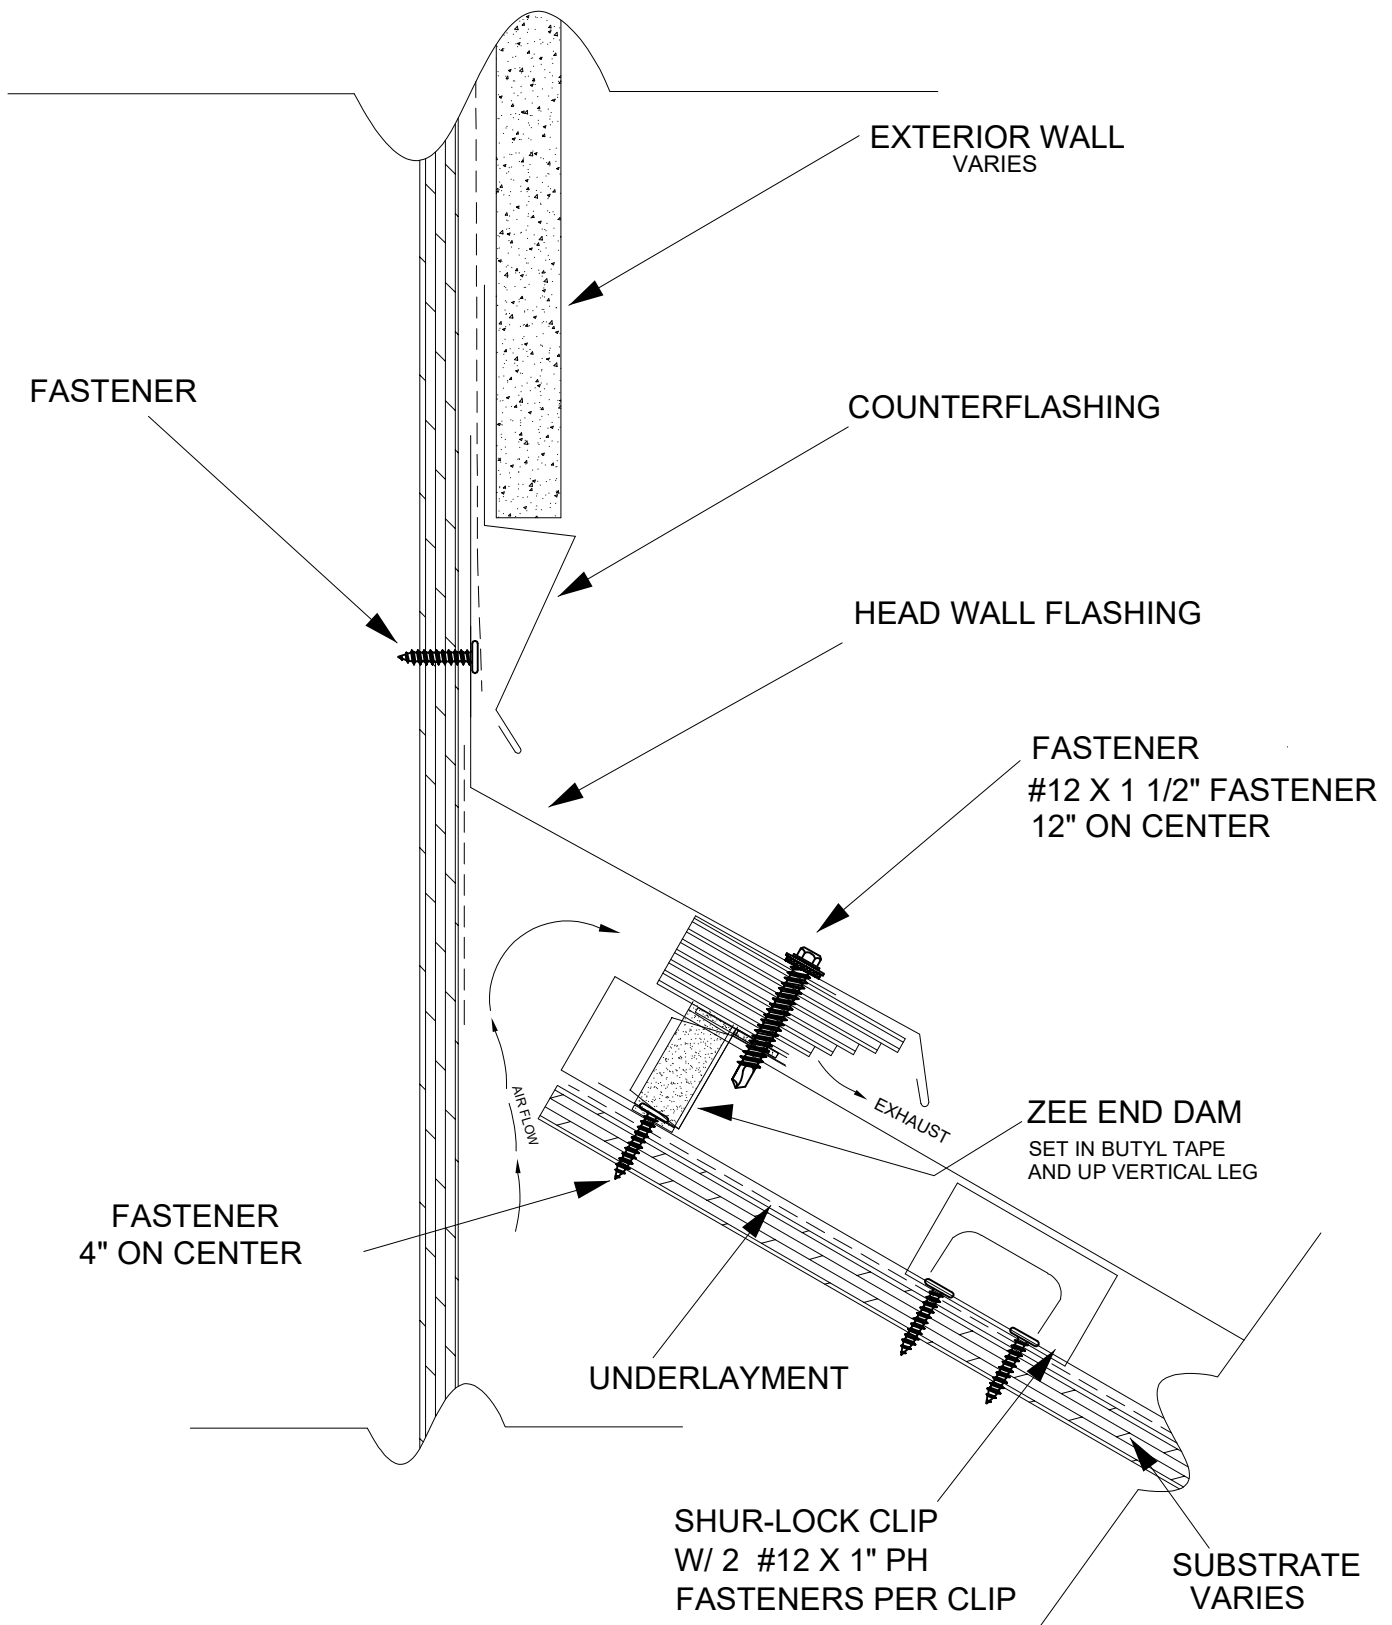 EXTERIOR WALL
VARIES
FASTENER
COUNTERFLASHING
HEAD WALL FLASHING
FASTENER
#12 X 1 1/2" FASTENER
12" ON CENTER
AIR FLOW
EXHAUST
ZEE END DAM
SET IN BUTYL TAPE
AND UP VERTICAL LEG
FASTENER
4" ON CENTER
UNDERLAYMENT
SHUR-LOCK CLIP
W/ 2 #12 X 1" PH
FASTENERS PER CLIP
SUBSTRATE
VARIES